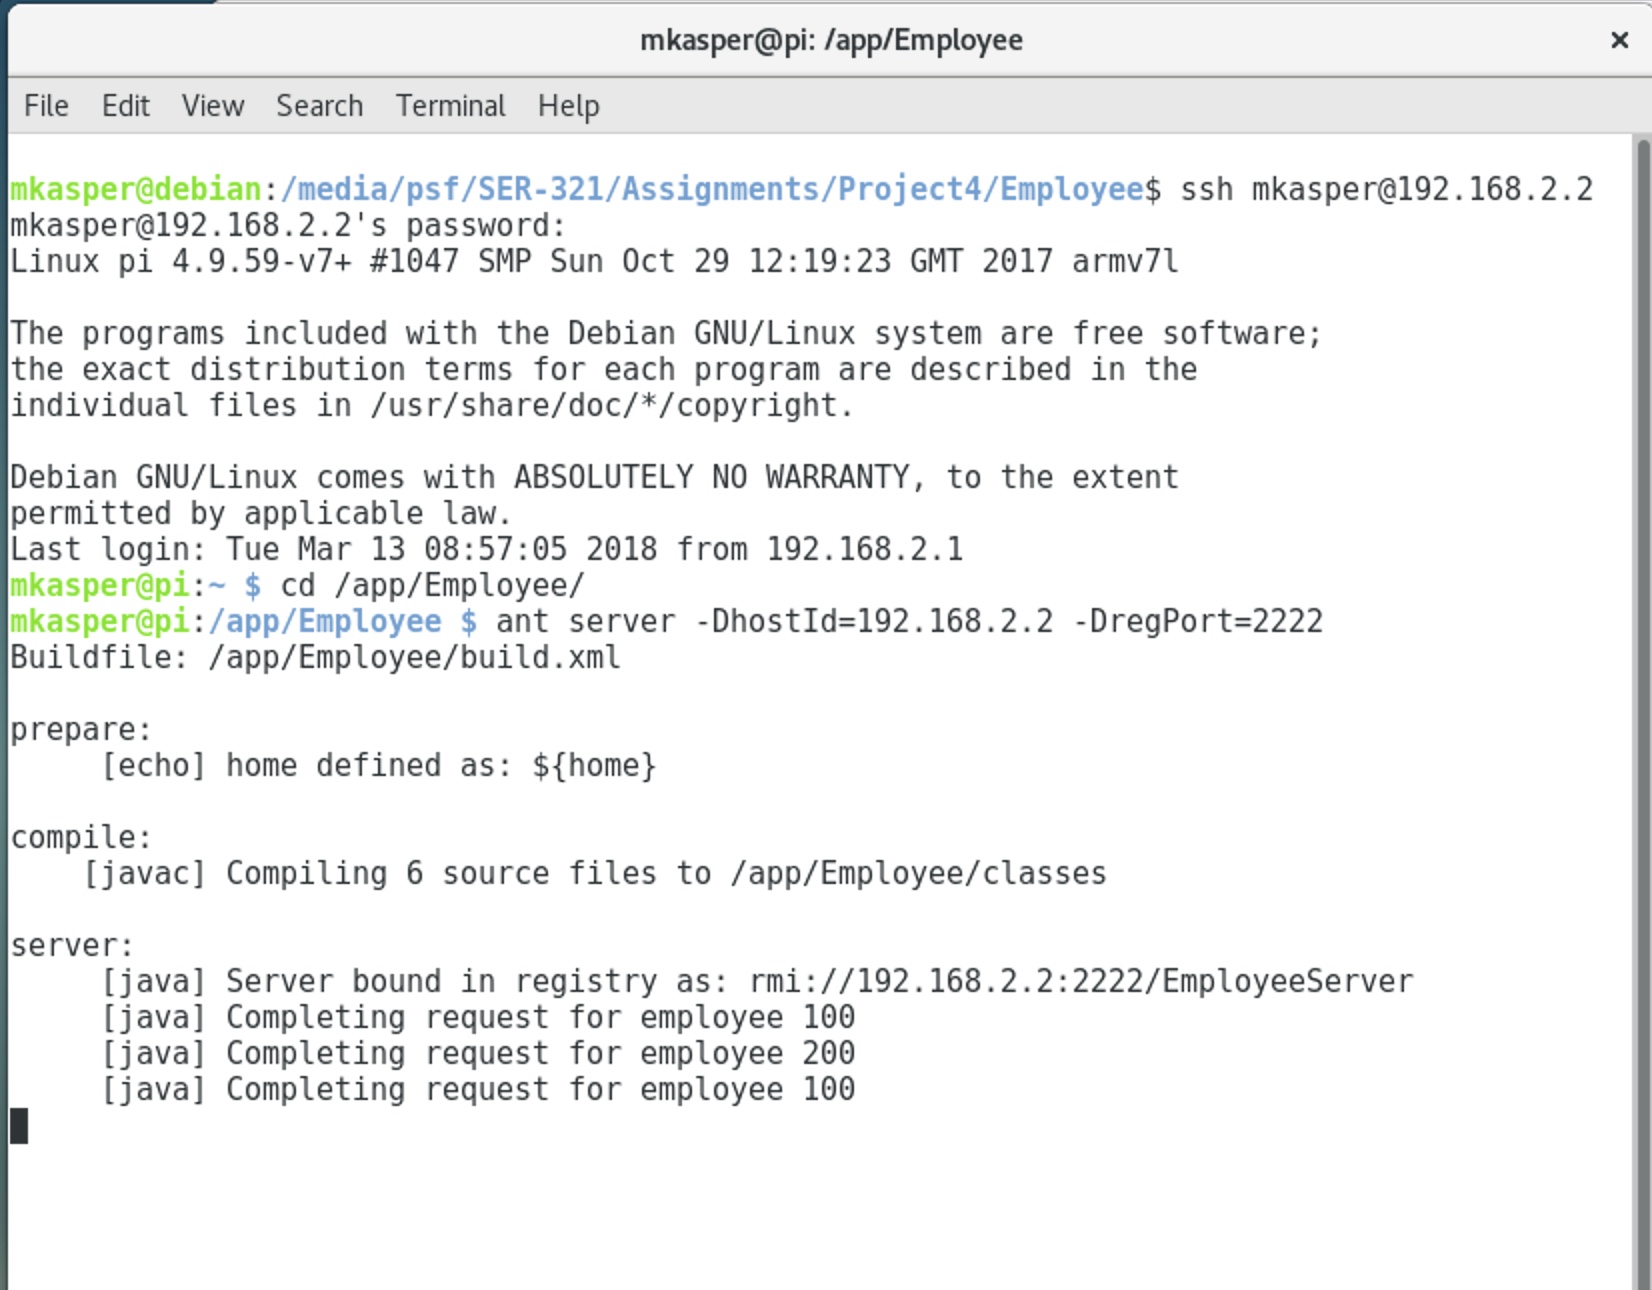 mkasper@pi: /app/Employee
File Edit View Search Terminal Help
mkasper@debian:/media/psf/SER-321/Assignments/Project4/Employee$ ssh mkasper@192.168.2.2
mkasper@192.168.2.2's password:
Linux pi 4.9.59-v7+ #1047 SMP Sun Oct 29 12:19:23 GMT 2017 armv7l
The programs included with the Debian GNU/Linux system are free software;
the exact distribution terms for each program are described in the
individual files in /usr/share/doc/*/copyright.
Debian GNU/Linux comes with ABSOLUTELY NO WARRANTY, to the extent
permitted by applicable law.
Last login: Tue Mar 13 08:57:05 2018 from 192.168.2.1
mkasper@pi:~ $ cd /app/Employee/
mkasper@pi:/app/Employee $ ant server -DhostId=192.168.2.2 -DregPort=2222
Buildfile: /app/Employee/build.xml
prepare:
[echo] home defined as: ${home}
compile:
[javac] Compiling 6 source files to /app/Employee/classes
server:
[java] Server bound in registry as: rmi://192.168.2.2:2222/EmployeeServer
[java] Completing request for employee 100
[java] Completing request for employee 200
[java] Completing request for employee 100